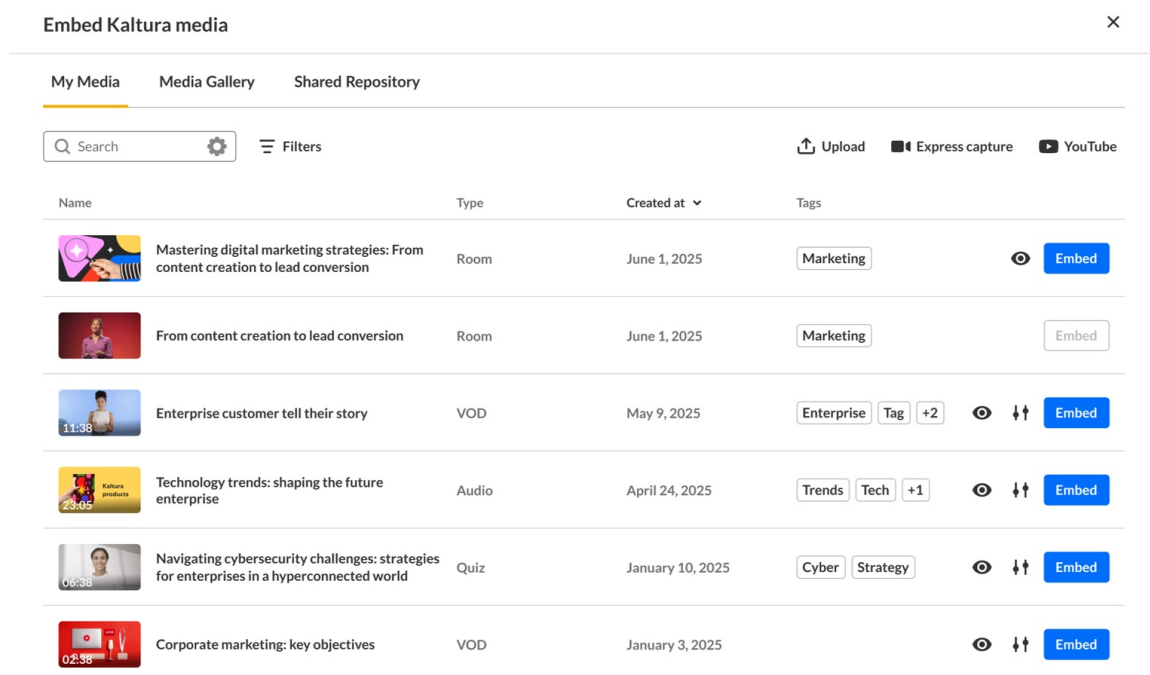 Embed Kaltura media
My Media Media Gallery Shared Repository
Search Filters Upload Express capture YouTube
Name Type Created at Tags
Mastering digital marketing strategies: From
content creation to lead conversion
Room June 1, 2025 Marketing Embed
From content creation to lead conversion Room June 1, 2025 Marketing Embed
11:38 Enterprise customer tell their story VOD May 9, 2025 Enterprise Tag +2 Embed
Kaltura
products
23:05
Technology trends: shaping the future
enterprise
Audio April 24, 2025 Trends Tech +1 Embed
06:38
Navigating cybersecurity challenges: strategies
for enterprises in a hyperconnected world
Quiz January 10, 2025 Cyber Strategy Embed
02:38 Corporate marketing: key objectives VOD January 3, 2025 Embed